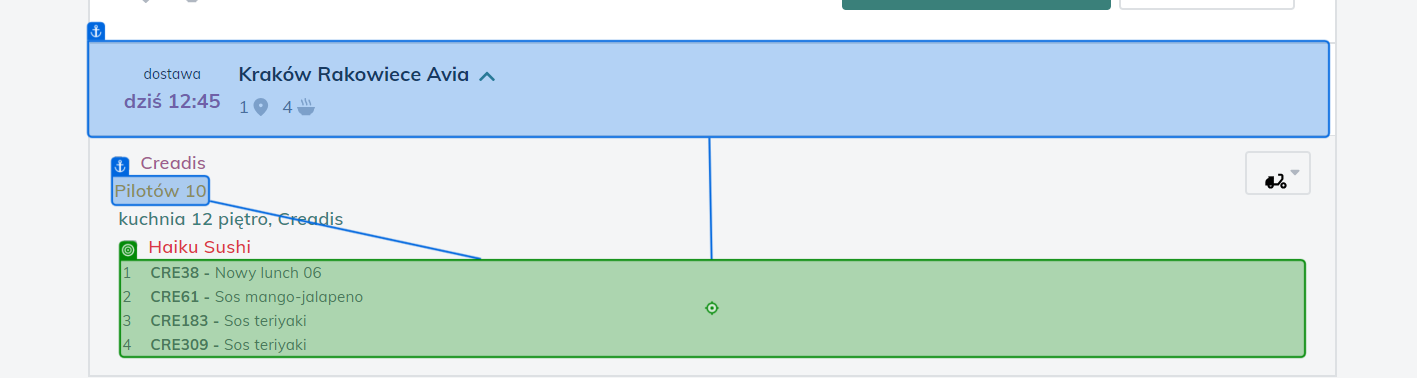 dostawa
dziś 12:45
Kraków Rakowiece Avia
1 4
Creadis
Pilotów 10
kuchnia 12 piętro, Creadis
Haiku Sushi
1 CRE38 - Nowy lunch 06
2 CRE61 - Sos mango-jalapeno
3 CRE183 - Sos teriyaki
4 CRE309 - Sos teriyaki